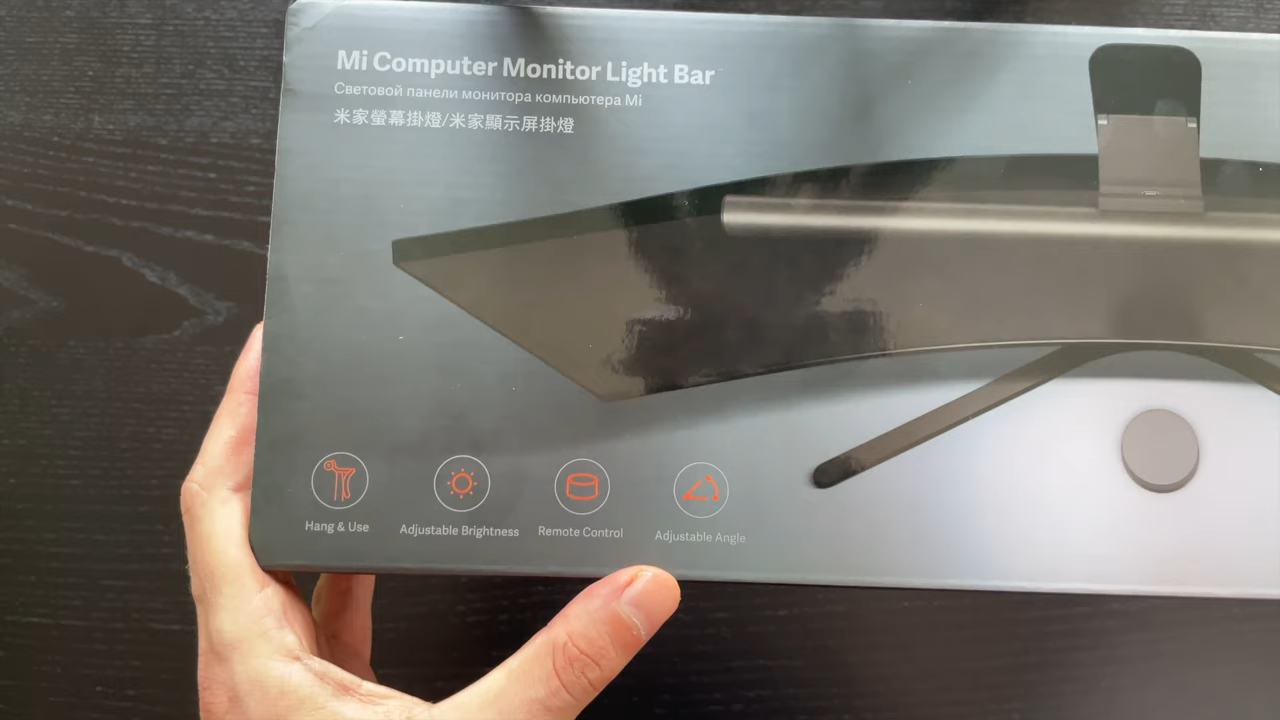 Mi Computer Monitor Light Bar
Световой панели монитора компьютера Mi
米家螢幕掛燈/米家顯示屏掛燈
Hang & Use
Adjustable Brightness
Remote Control
Adjustable Angle